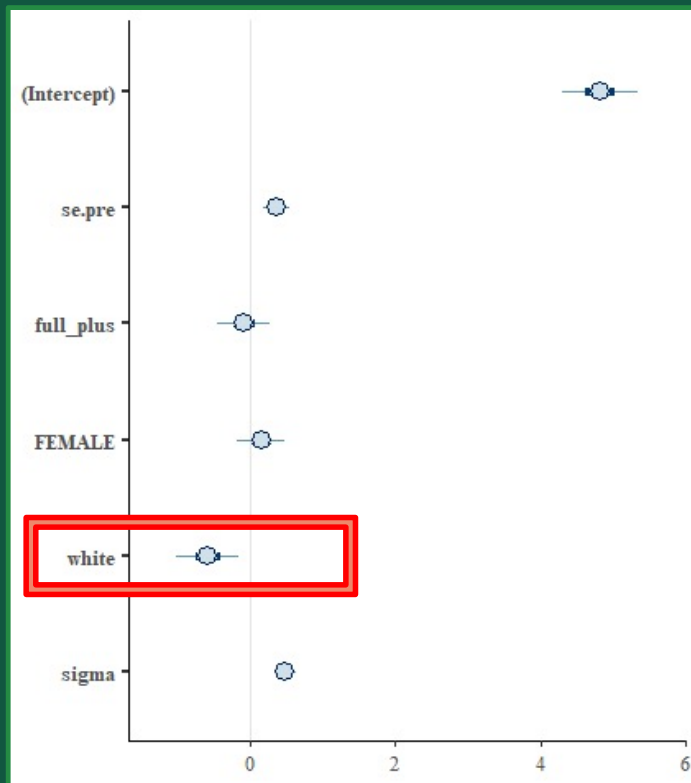 (Intercept)
se.pre
full_plus
FEMALE
white
sigma
0 2 4 6